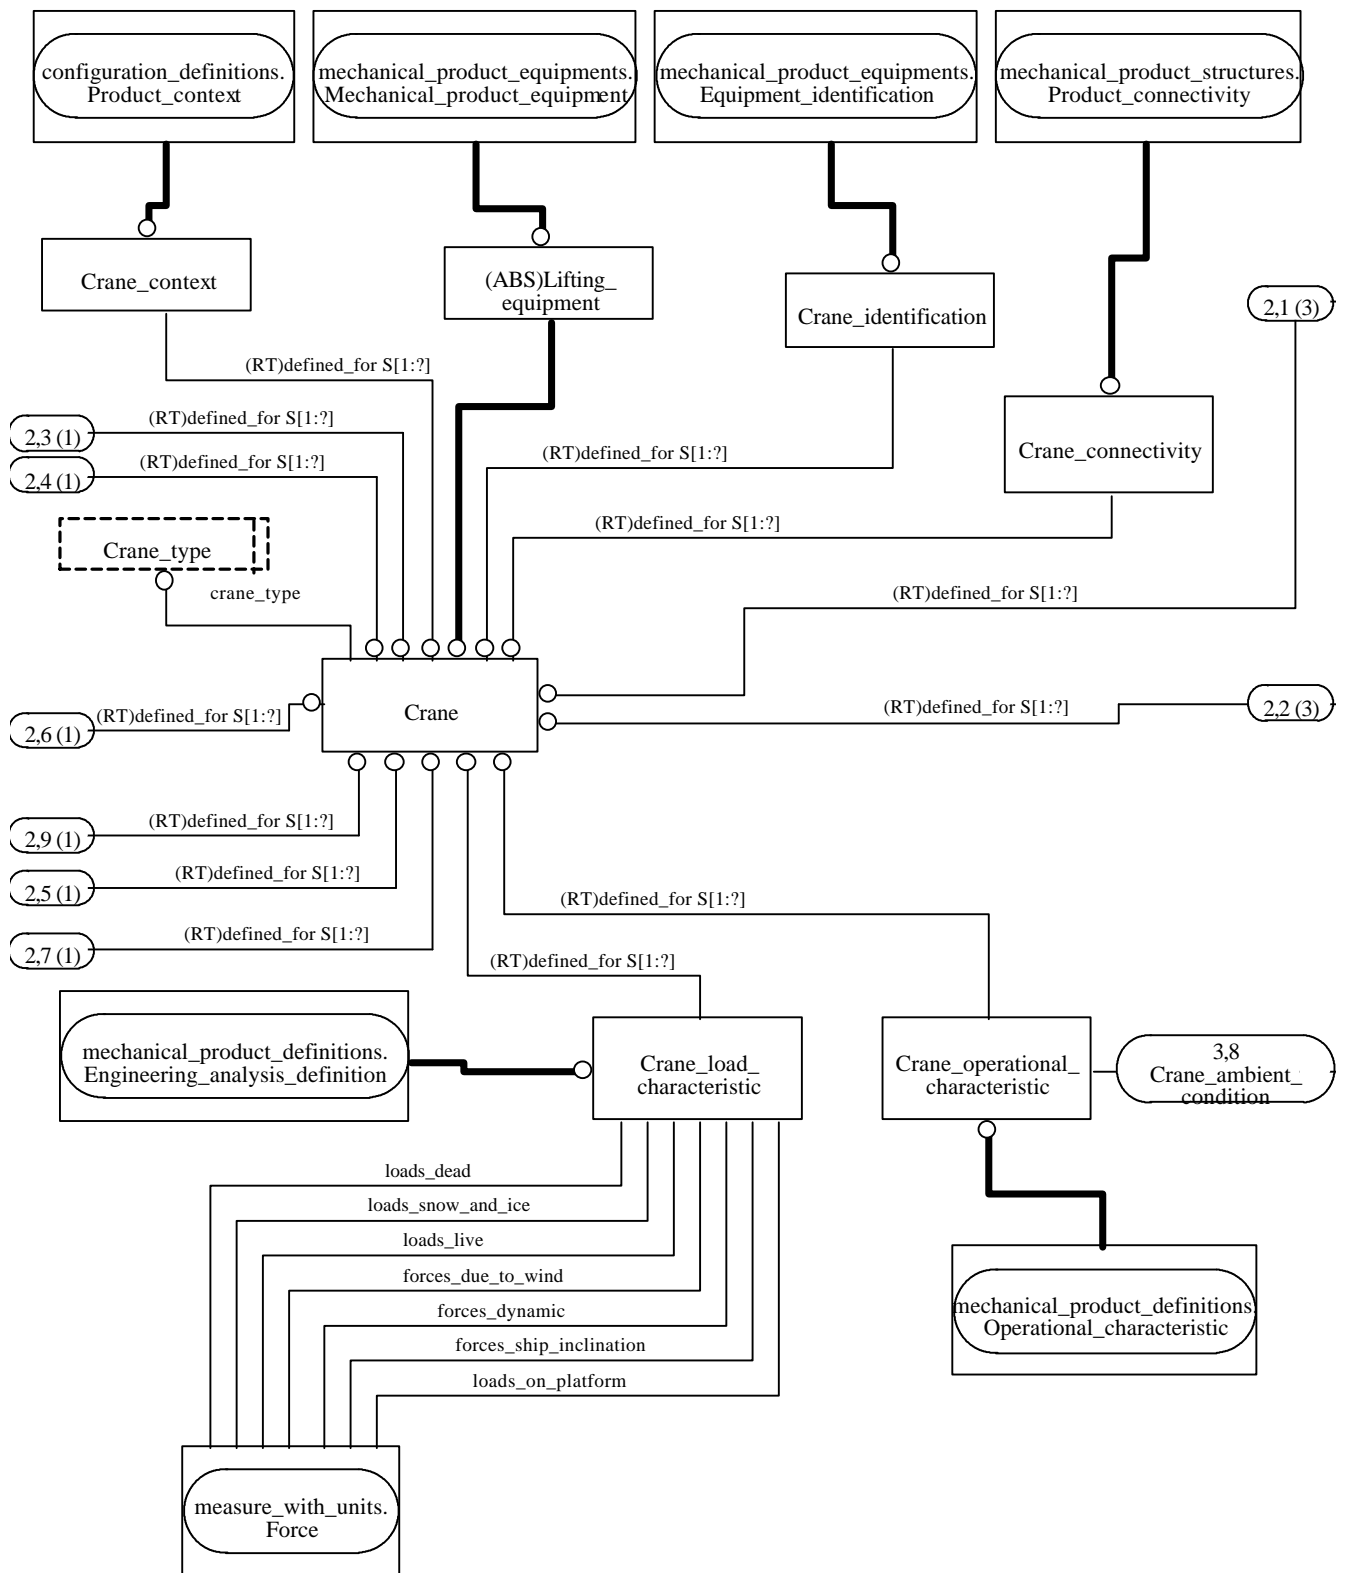 configuration_definitions.
Product_context
mechanical_product_equipments.
Mechanical_product_equipment
mechanical_product_equipments.
Equipment_identification
mechanical_product_structures.
Product_connectivity
Crane_context
(ABS)Lifting_
equipment
Crane_identification
2,1 (3)
(RT)defined_for S[1:?]
2,3 (1)
(RT)defined_for S[1:?]
2,4 (1)
(RT)defined_for S[1:?]
(RT)defined_for S[1:?]
Crane_connectivity
(RT)defined_for S[1:?]
Crane_type
crane_type
(RT)defined_for S[1:?]
Crane
2,6 (1)
(RT)defined_for S[1:?]
(RT)defined_for S[1:?]
2,2 (3)
2,9 (1)
(RT)defined_for S[1:?]
2,5 (1)
(RT)defined_for S[1:?]
(RT)defined_for S[1:?]
2,7 (1)
(RT)defined_for S[1:?]
(RT)defined_for S[1:?]
mechanical_product_definitions.
Engineering_analysis_definition
Crane_load_
characteristic
Crane_operational_
characteristic
3,8
Crane_ambient_
condition
loads_dead
loads_snow_and_ice
loads_live
forces_due_to_wind
forces_dynamic
forces_ship_inclination
loads_on_platform
mechanical_product_definitions.
Operational_characteristic
measure_with_units.
Force